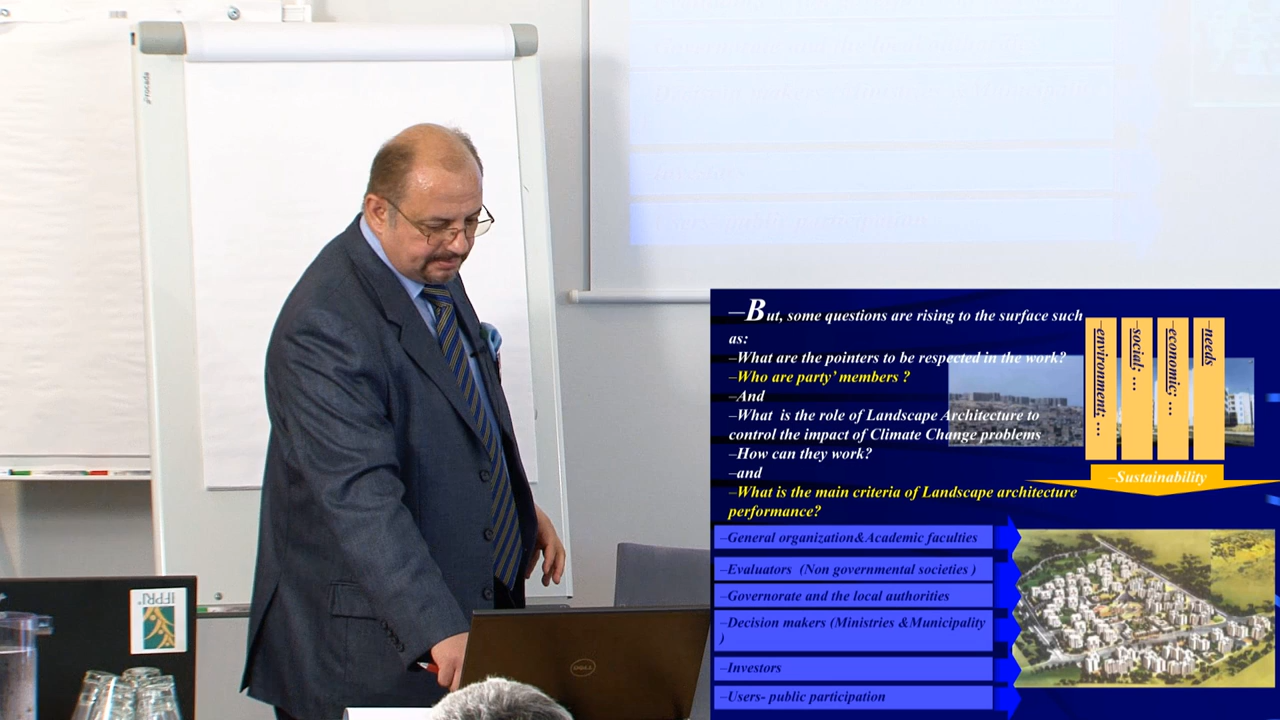 rocada
IFPRI
DELL
–But, some questions are rising to the surface such
as:
–What are the pointers to be respected in the work?
–Who are party’ members ?
–And
–What is the role of Landscape Architecture to
control the impact of Climate Change problems
–How can they work?
–and
–What is the main criteria of Landscape architecture
performance?
–environment; ...
–social; ...
–economic; ...
–needs
–Sustainability
–General organization&Academic faculties
–Evaluators (Non governmental societies )
–Governorate and the local authorities
–Decision makers (Ministries &Municipality
)
–Investors
–Users- public participation